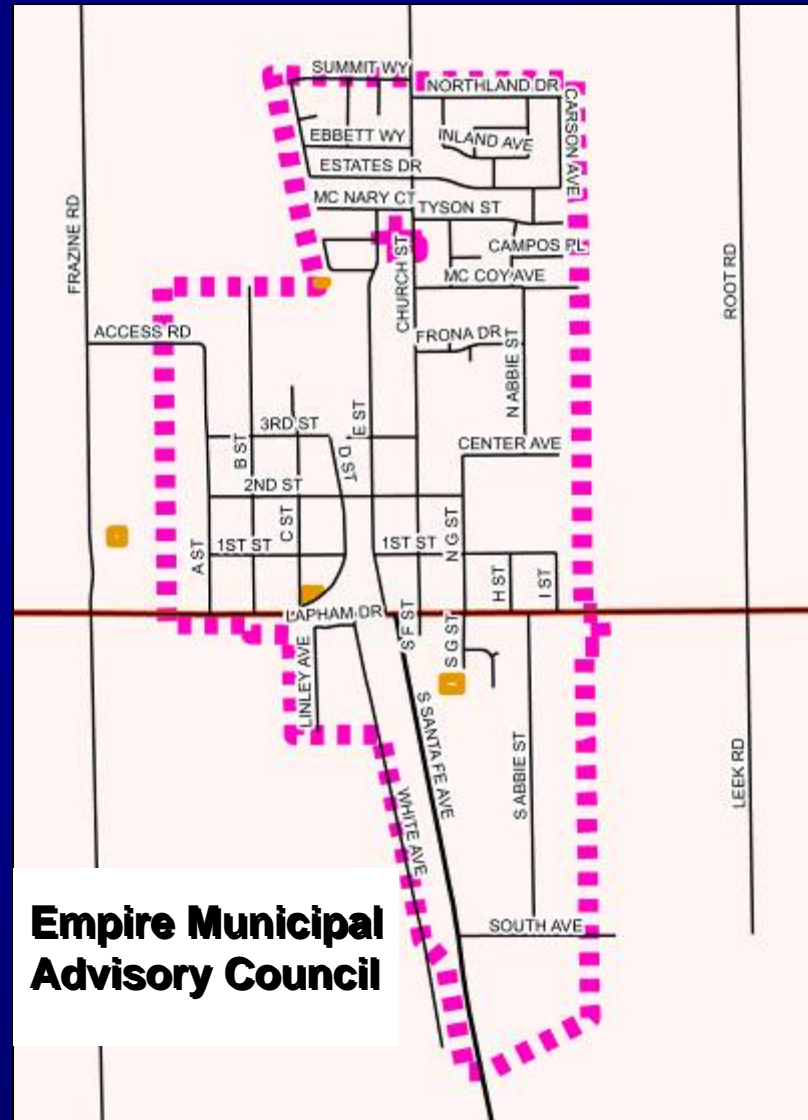 SUMMIT WY
NORTHLAND DR
CARSON AVE
EBBETT WY
INLAND AVE
ESTATES DR
MC NARY CT
TYSON ST
FRAZINE RD
CHURCH ST
CAMPOS PL
ROOT RD
MC COY AVE
ACCESS RD
FRONA DR
N ABBIE ST
E ST
3RD ST
B ST
D ST
CENTER AVE
2ND ST
C ST
N G ST
A ST
1ST ST
1ST ST
H ST
I ST
LAPHAM DR
S F ST
S G ST
LINLEY AVE
S SANTA FE AVE
S ABBIE ST
LEEK RD
WHITE AVE
SOUTH AVE
Empire Municipal
Advisory Council